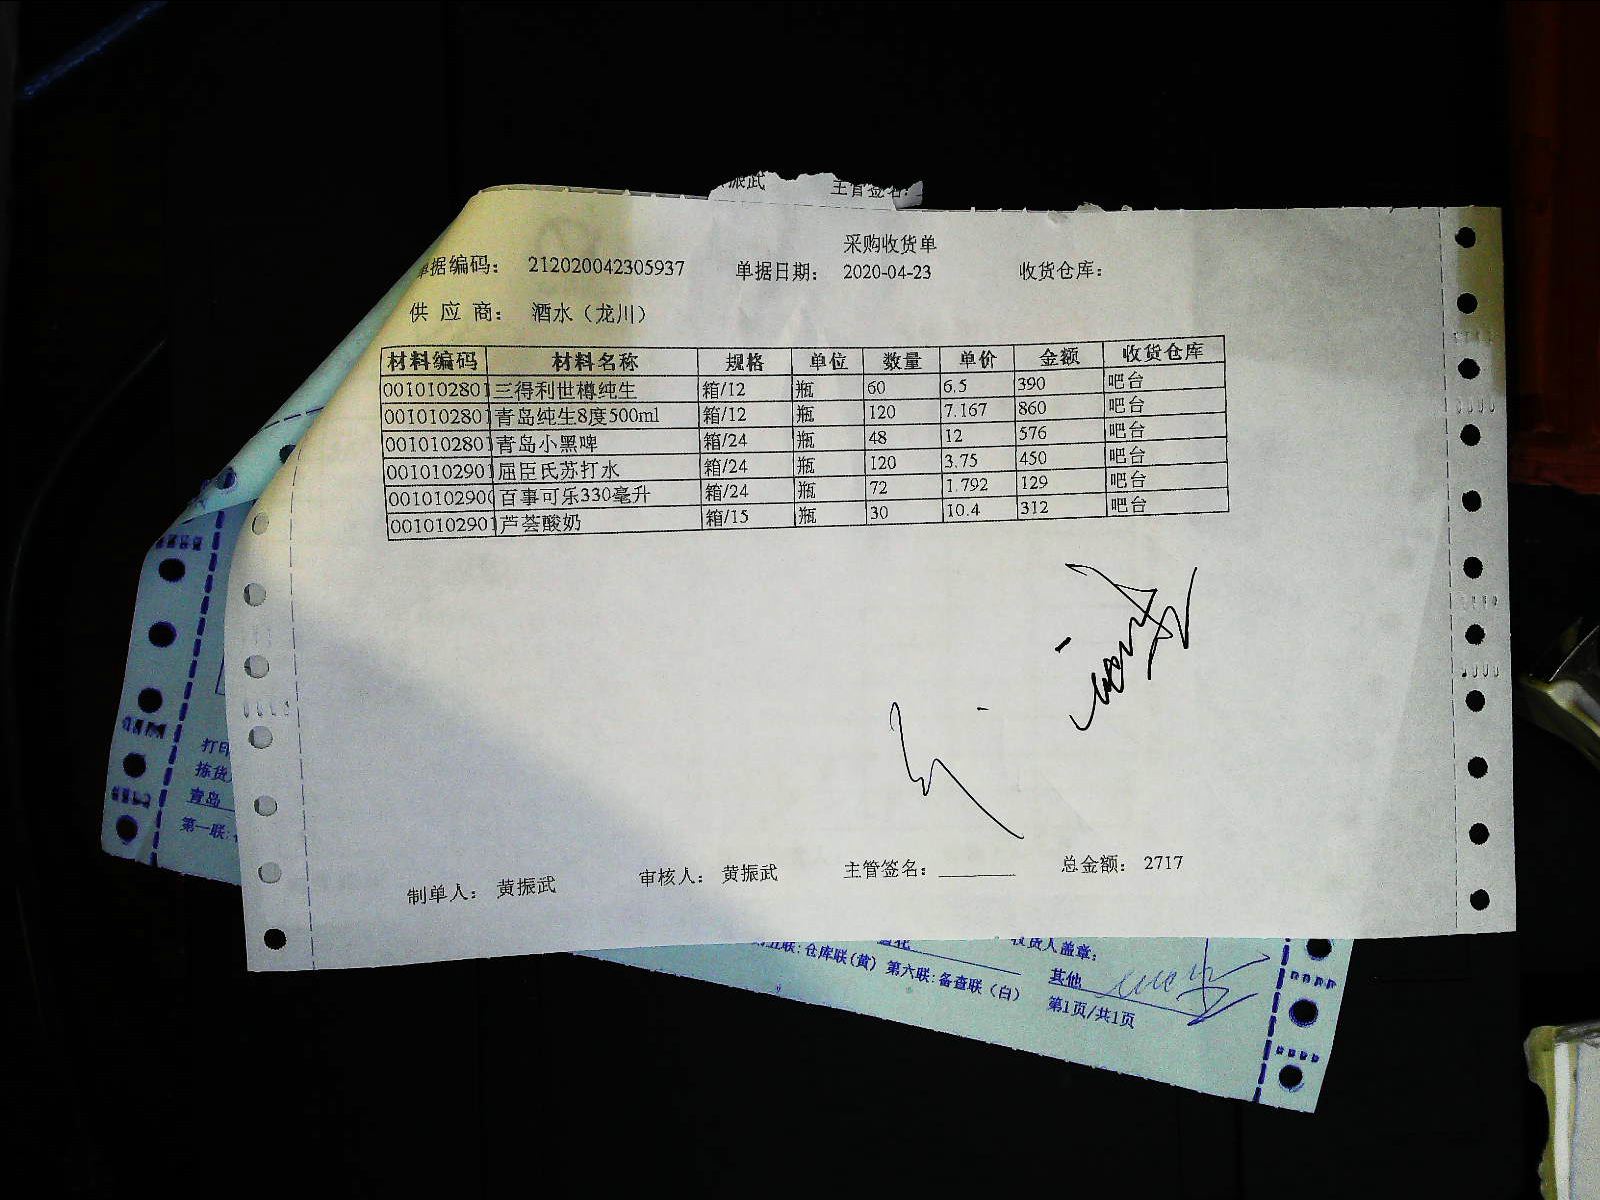 振武 主管签名:
采购收货单
单据编码: 212020042305937 单据日期: 2020-04-23 收货仓库:
供 应 商: 酒水（龙川）
材料编码 材料名称 规格 单位 数量 单价 金额 收货仓库
0010102801 三得利世樽纯生 箱/12 瓶 60 6.5 390 吧台
0010102801 青岛纯生8度500ml 箱/12 瓶 120 7.167 860 吧台
0010102801 青岛小黑啤 箱/24 瓶 48 12 576 吧台
0010102901 屈臣氏苏打水 箱/24 瓶 120 3.75 450 吧台
001010290 百事可乐330毫升 箱/24 瓶 72 1.792 129 吧台
0010102901 芦荟酸奶 箱/15 瓶 30 10.4 312 吧台
制单人: 黄振武 审核人: 黄振武 主管签名: 总金额: 2717
打印
拣货
青岛
第一联:
五联:仓库联(黄) 第六联:备查联(白)
收货人盖章:
其他
第1页/共1页